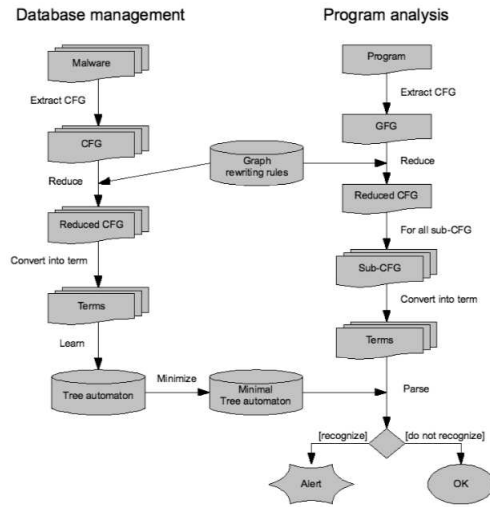 Database management
Program analysis
Malware
Program
Extract CFG
Extract CFG
CFG
GFG
Graph
rewriting rules
Reduce
Reduce
Reduced CFG
Reduced CFG
For all sub-CFG
Convert into term
Sub-CFG
Terms
Convert into term
Learn
Terms
Minimize
Parse
Tree automaton
Minimal
Tree automaton
[recognize]
[do not recognize]
Alert
OK